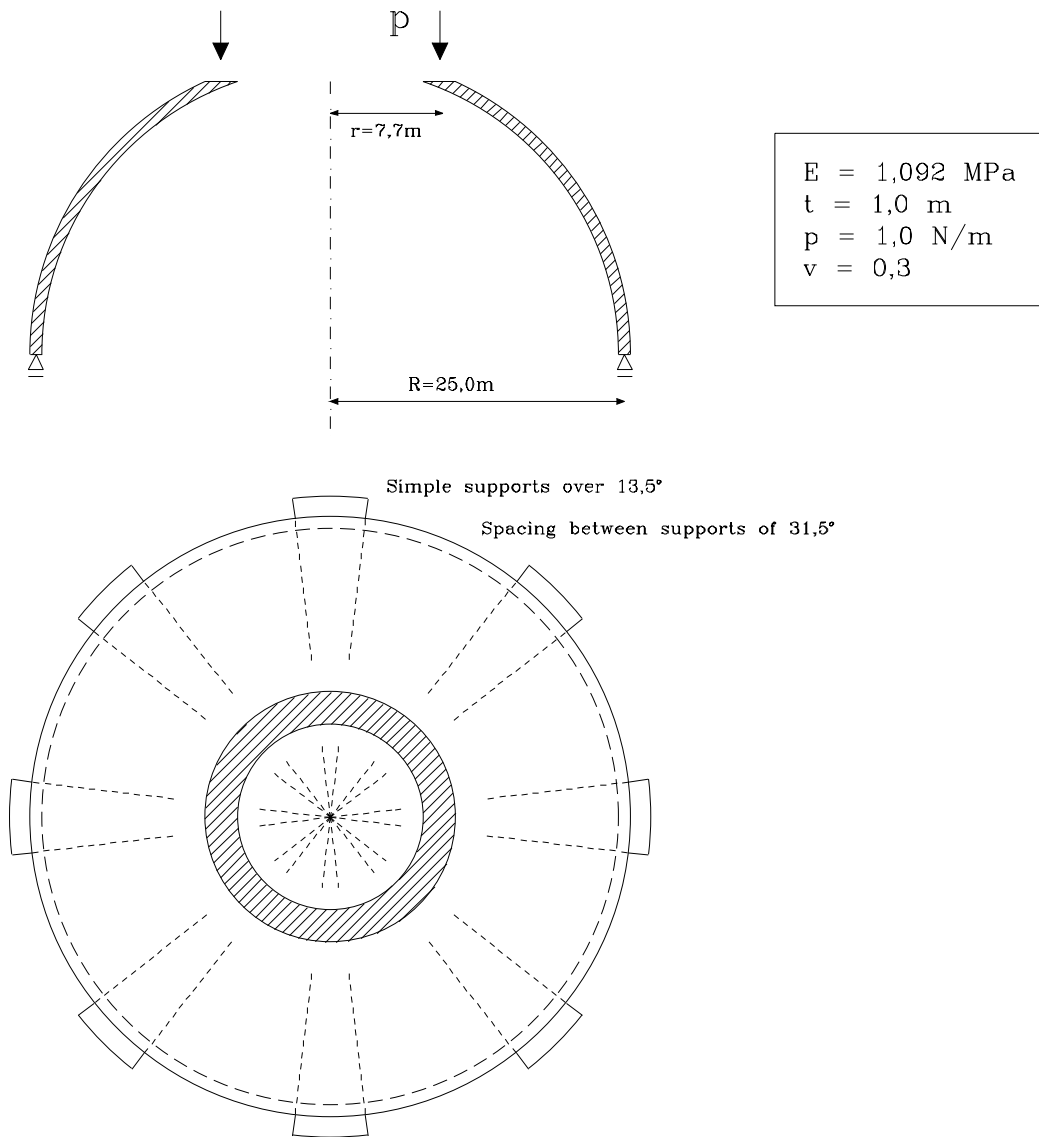 p
r=7,7m
E = 1,092 MPa
t = 1,0 m
p = 1,0 N/m
v = 0,3
R=25,0m
Simple supports over 13,5°
Spacing between supports of 31,5°